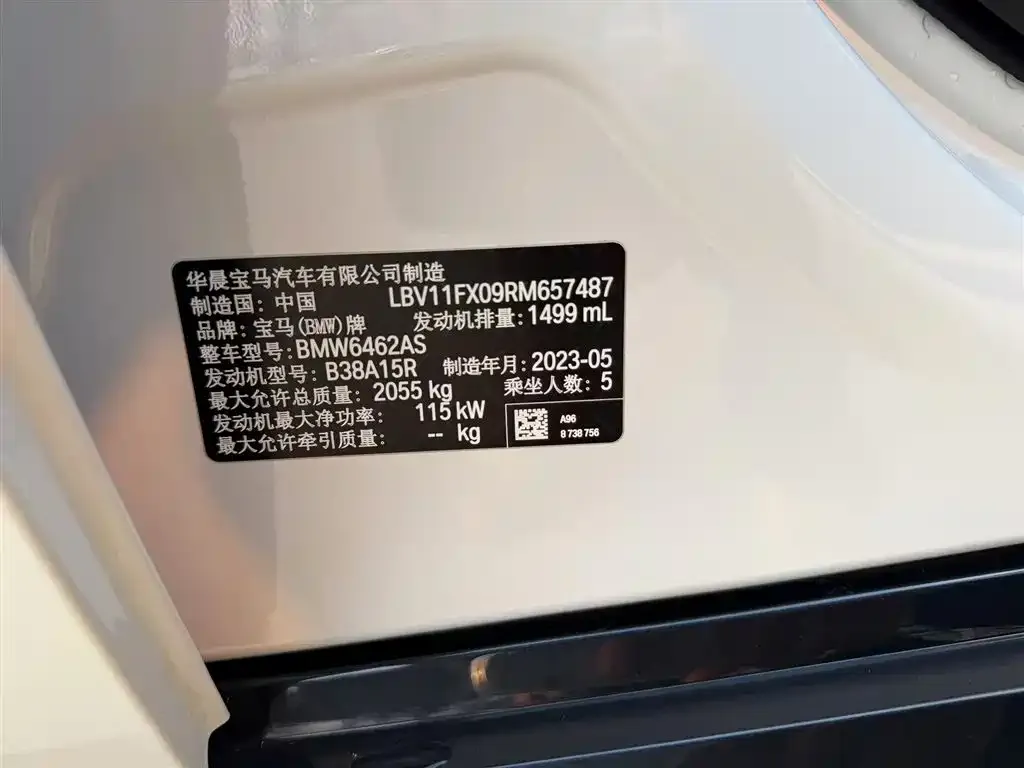 华晨宝马汽车有限公司制造
制造国: 中国 LBV11FX09RM657487
品牌: 宝马(BMW)牌 发动机排量: 1499 mL
整车型号: BMW6462AS
发动机型号: B38A15R 制造年月: 2023-05
最大允许总质量: 2055 kg 乘坐人数: 5
发动机最大净功率: 115 kW
最大允许牵引质量: -- kg
A96
8 738 756